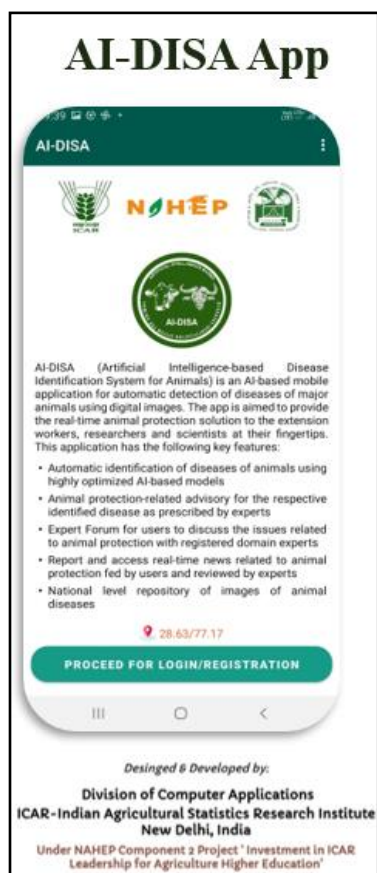 AI-DISA App
AI-DISA
ICAR
NAHEP
AI-DISA
AI-DISA (Artificial Intelligence-based Disease
Identification System for Animals) is an AI-based mobile
application for automatic detection of diseases of major
animals using digital images. The app is aimed to provide
the real-time animal protection solution to the extension
workers, researchers and scientists at their fingertips.
This application has the following key features:
• Automatic identification of diseases of animals using
highly optimized AI-based models
• Animal protection-related advisory for the respective
identified disease as prescribed by experts
• Expert Forum for users to discuss the issues related
to animal protection with registered domain experts
• Report and access real-time news related to animal
protection fed by users and reviewed by experts
• National level repository of images of animal
diseases
28.63/77.17
PROCEED FOR LOGIN/REGISTRATION
Desinged & Developed by:
Division of Computer Applications
ICAR-Indian Agricultural Statistics Research Institute
New Delhi, India
Under NAHEP Component 2 Project ' Investment in ICAR
Leadership for Agriculture Higher Education'